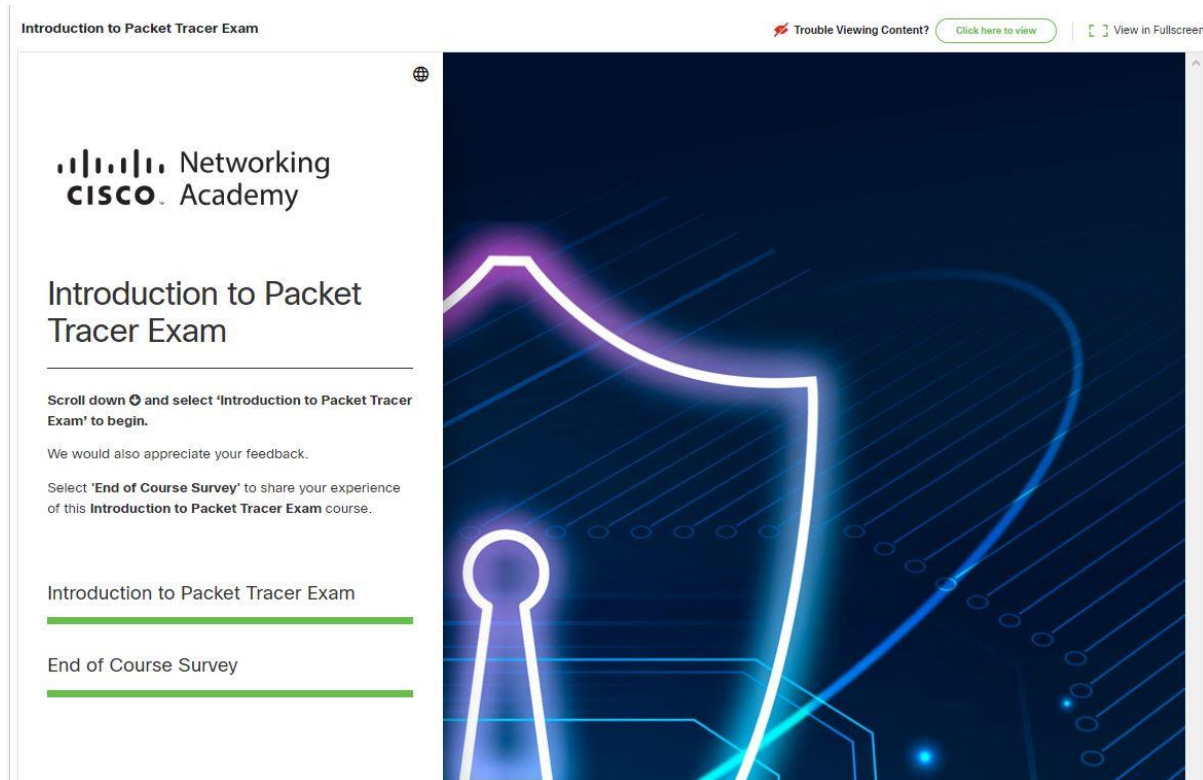 Introduction to Packet Tracer Exam
Trouble Viewing Content?
Click here to view
View in Fullscreen
Networking
CISCO Academy
Introduction to Packet
Tracer Exam
Scroll down and select ‘Introduction to Packet Tracer
Exam’ to begin.
We would also appreciate your feedback.
Select 'End of Course Survey' to share your experience
of this Introduction to Packet Tracer Exam course.
Introduction to Packet Tracer Exam
End of Course Survey